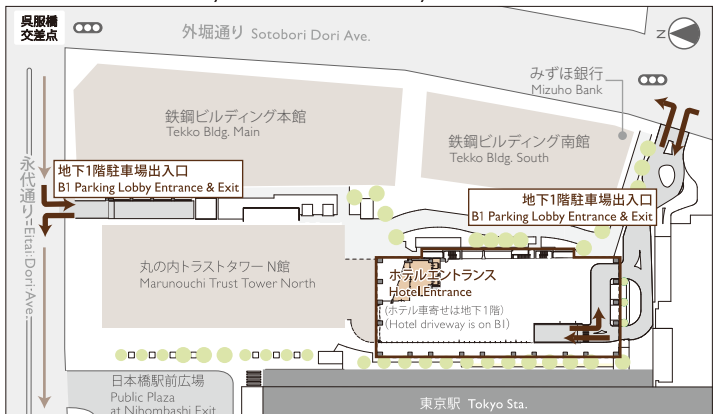 呉服橋
交差点
外堀通り Sotobori Dori Ave.
N
みずほ銀行
Mizuho Bank
鉄鋼ビルディング本館
Tekko Bldg. Main
鉄鋼ビルディング南館
Tekko Bldg. South
永代通り Eitai Dori Ave.
地下1階駐車場出入口
B1 Parking Lobby Entrance & Exit
地下1階駐車場出入口
B1 Parking Lobby Entrance & Exit
丸の内トラストタワー N館
Marunouchi Trust Tower North
ホテルエントランス
Hotel Entrance
(ホテル車寄せは地下1階)
(Hotel driveway is on B1)
日本橋駅前広場
Public Plaza
at Nihombashi Exit
東京駅 Tokyo Sta.